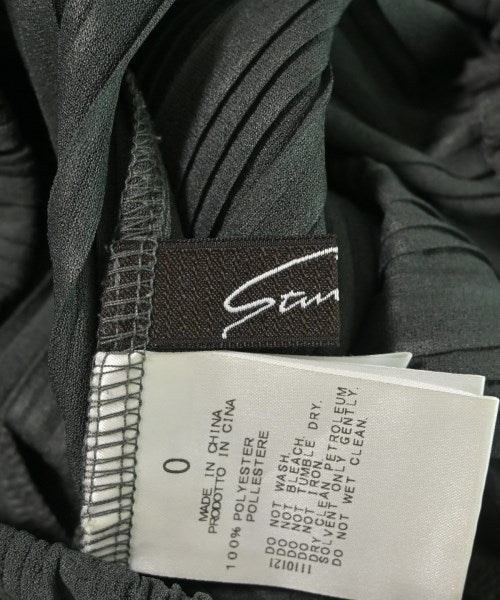 0
MADE IN CHINA
PRODOTTO IN CINA
100% POLYESTER
POLLESTERE
1110121
DO NOT WASH.
DO NOT BLEACH.
DO NOT TUMBLE DRY.
DO NOT IRON.
DRY CLEAN PETROLEUM
SOLVENT ONLY GENTLY.
DO NOT WET CLEAN.